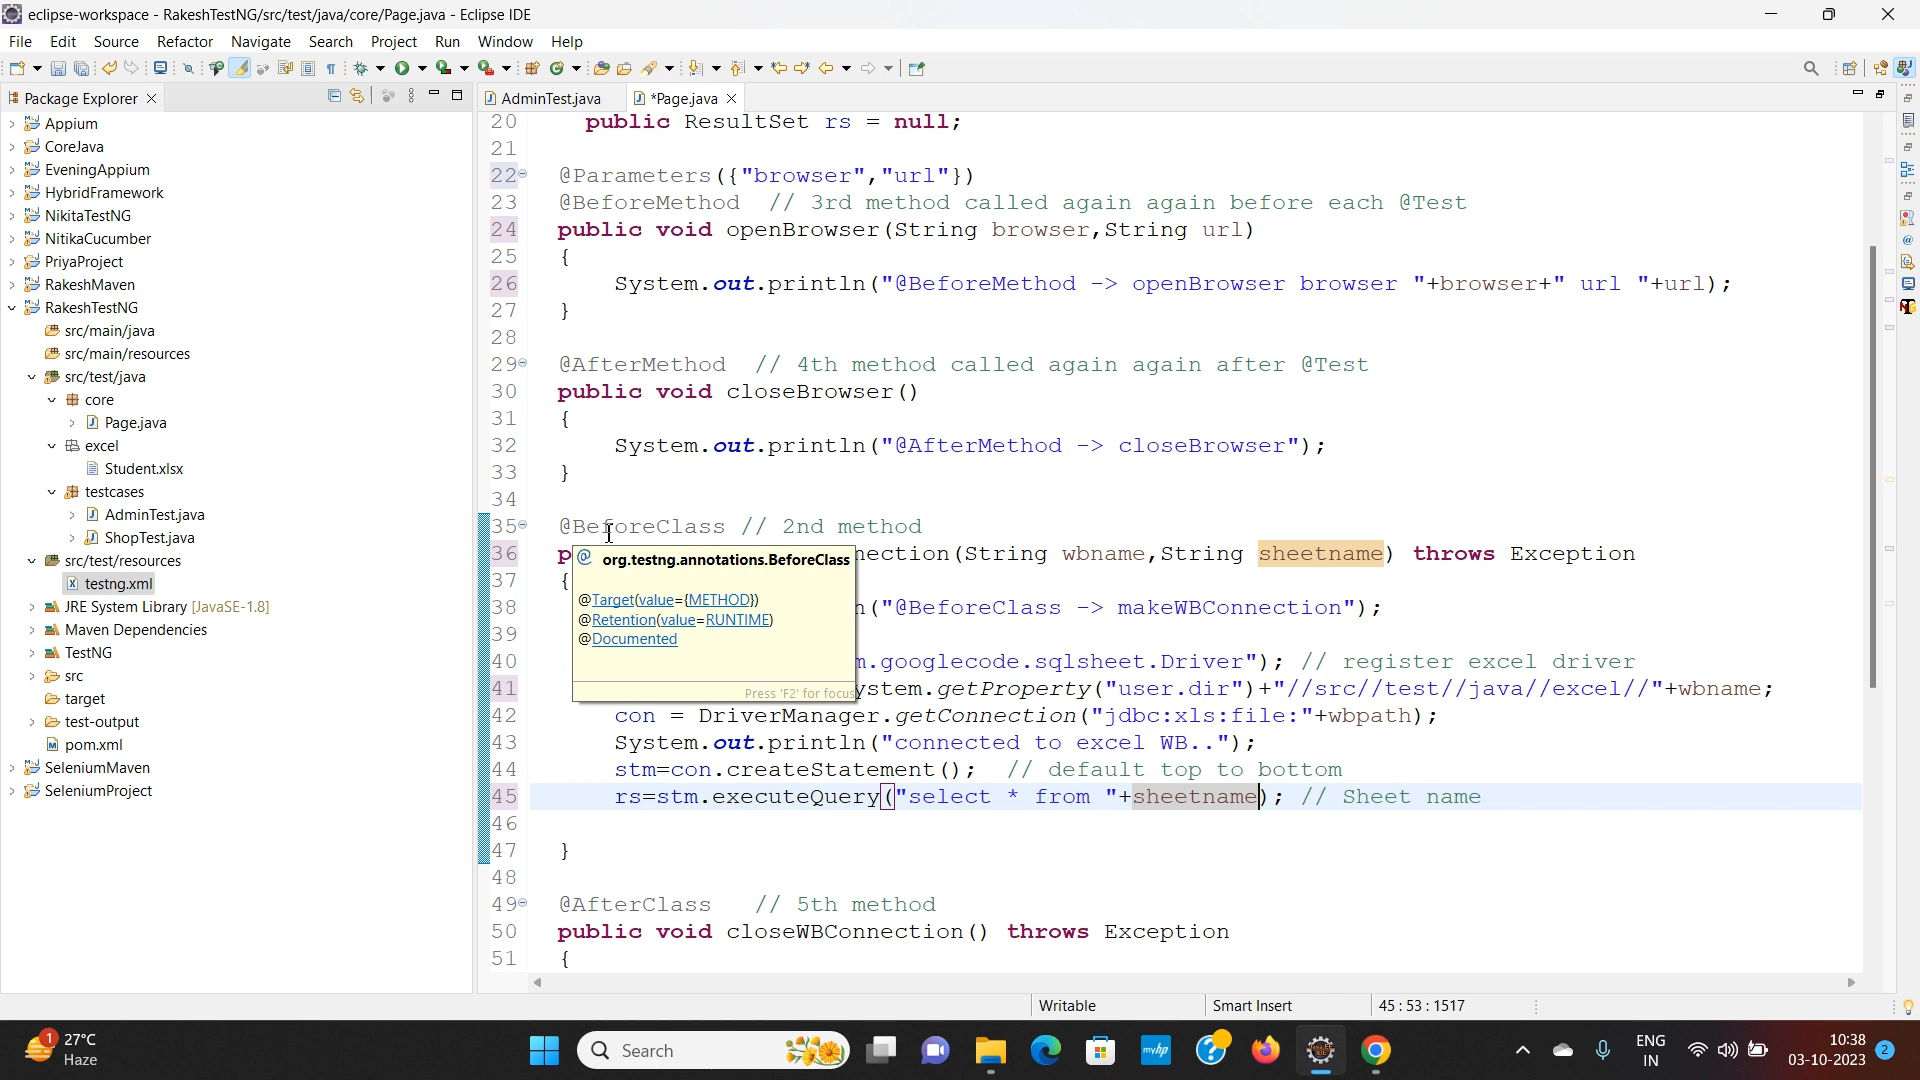 eclipse-workspace - RakeshTestNG/src/test/java/core/Page.java - Eclipse IDE
File Edit Source Refactor Navigate Search Project Run Window Help
Package Explorer
Appium
CoreJava
EveningAppium
HybridFramework
NikitaTestNG
NitikaCucumber
PriyaProject
RakeshMaven
RakeshTestNG
src/main/java
src/main/resources
src/test/java
core
Page.java
excel
Student.xlsx
testcases
AdminTest.java
ShopTest.java
src/test/resources
testng.xml
JRE System Library [JavaSE-1.8]
Maven Dependencies
TestNG
src
target
test-output
pom.xml
SeleniumMaven
SeleniumProject
AdminTest.java *Page.java
20 public ResultSet rs = null;
21
22 @Parameters({"browser","url"})
23 @BeforeMethod // 3rd method called again again before each @Test
24 public void openBrowser(String browser,String url)
25 {
26 System.out.println("@BeforeMethod -> openBrowser browser "+browser+" url "+url);
27 }
28
29 @AfterMethod // 4th method called again again after @Test
30 public void closeBrowser()
31 {
32 System.out.println("@AfterMethod -> closeBrowser");
33 }
34
35 @BeforeClass // 2nd method
36 p nection(String wbname,String sheetname) throws Exception
37 {
38 n("@BeforeClass -> makeWBConnection");
39
40 m.googlecode.sqlsheet.Driver"); // register excel driver
41 ystem.getProperty("user.dir")+"//src//test//java//excel//"+wbname;
42 con = DriverManager.getConnection("jdbc:xls:file:"+wbpath);
43 System.out.println("connected to excel WB..");
44 stm=con.createStatement(); // default top to bottom
45 rs=stm.executeQuery("select * from "+sheetname); // Sheet name
46
47 }
48
49 @AfterClass // 5th method
50 public void closeWBConnection() throws Exception
51 {
@ org.testng.annotations.BeforeClass
@Target(value={METHOD})
@Retention(value=RUNTIME)
@Documented
Press 'F2' for focus
Writable Smart Insert 45 : 53 : 1517
1 27°C
Haze
Search
myhp
ENG
IN
10:38
03-10-2023
2